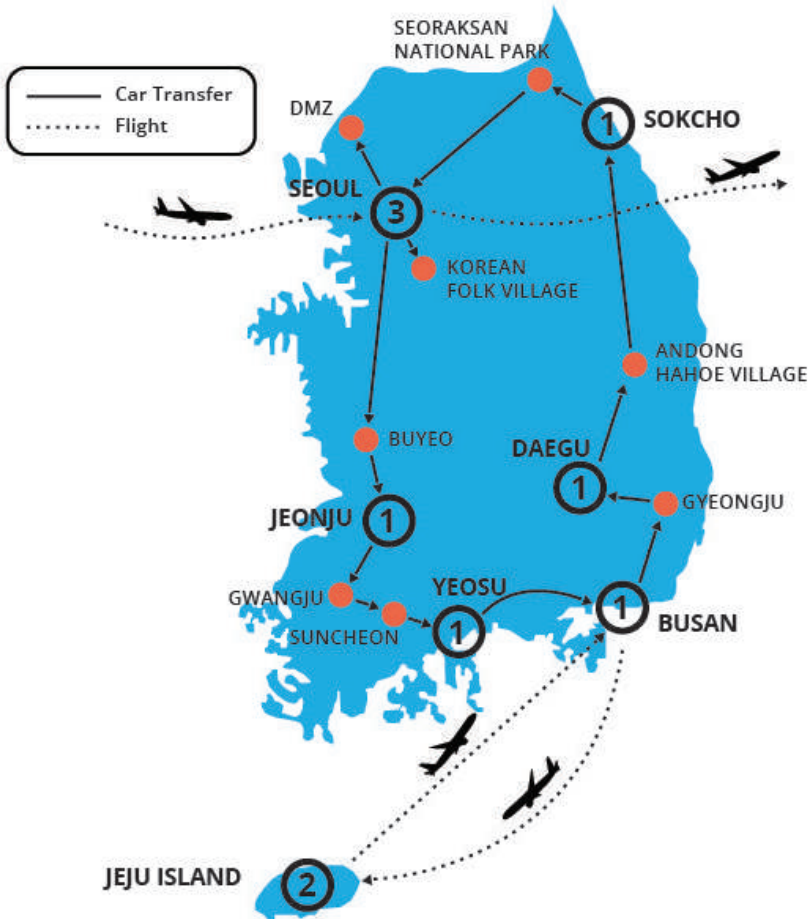 SEORAKSAN
NATIONAL PARK
Car Transfer
Flight
DMZ
1
SOKCHO
SEOUL
3
KOREAN
FOLK VILLAGE
ANDONG
HAHOE VILLAGE
BUYEO
DAEGU
1
GYEONGJU
JEONJU
1
GWANGJU
YEOSU
SUNCHEON
1
1
BUSAN
JEJU ISLAND
2